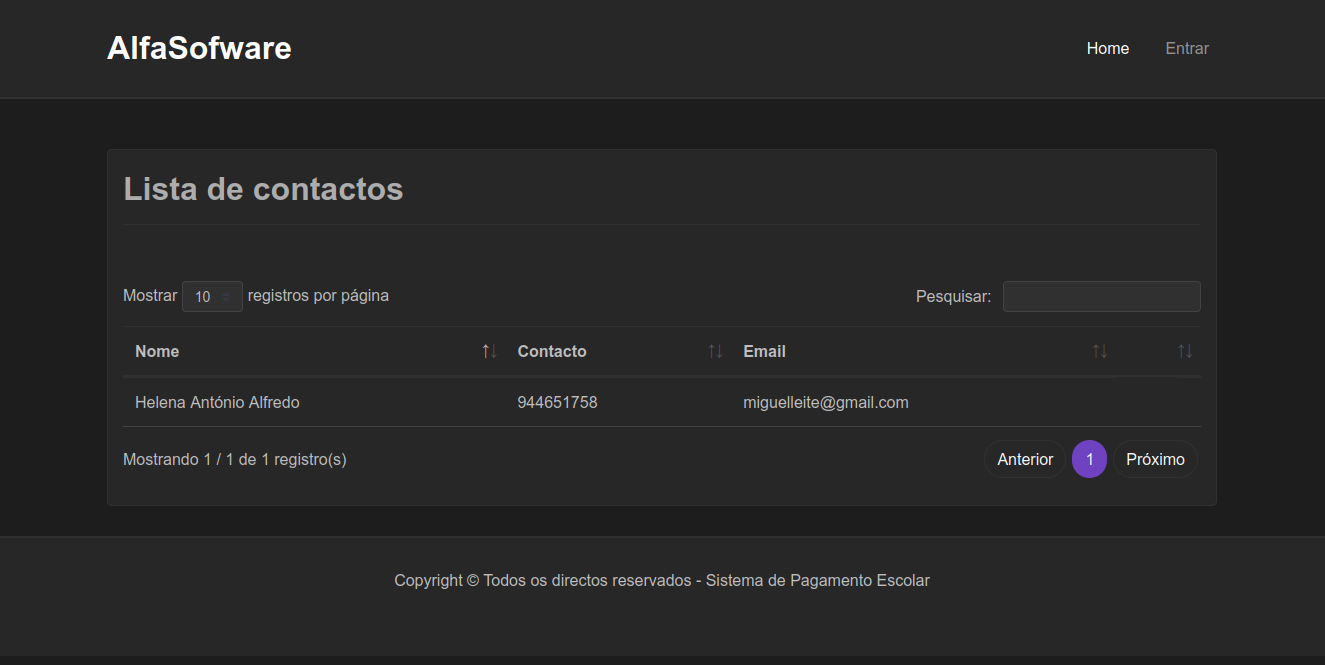 AlfaSofware
Home Entrar
Lista de contactos
Mostrar 10 registros por página Pesquisar:
Nome Contacto Email
Helena António Alfredo 944651758 miguelleite@gmail.com
Mostrando 1 / 1 de 1 registro(s) Anterior 1 Próximo
Copyright © Todos os directos reservados - Sistema de Pagamento Escolar